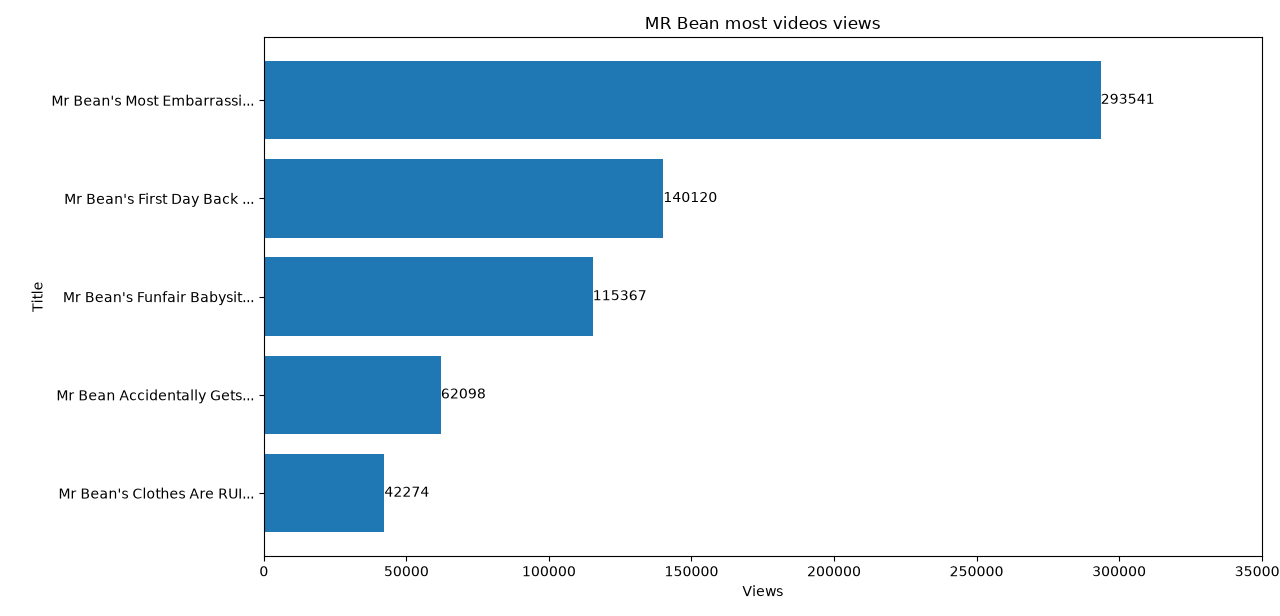 MR Bean most videos views
Mr Bean's Most Embarrassi...
293541
Mr Bean's First Day Back ...
140120
Mr Bean's Funfair Babysit...
115367
Mr Bean Accidentally Gets...
62098
Mr Bean's Clothes Are RUI...
42274
Title
0 50000 100000 150000 200000 250000 300000 35000
Views